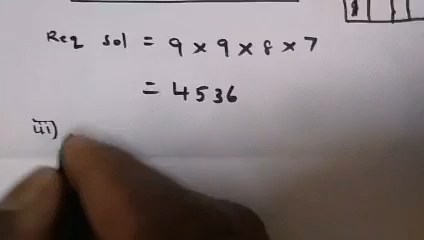 Req sol = 9 × 9 × 8 × 7
= 4536
iii)